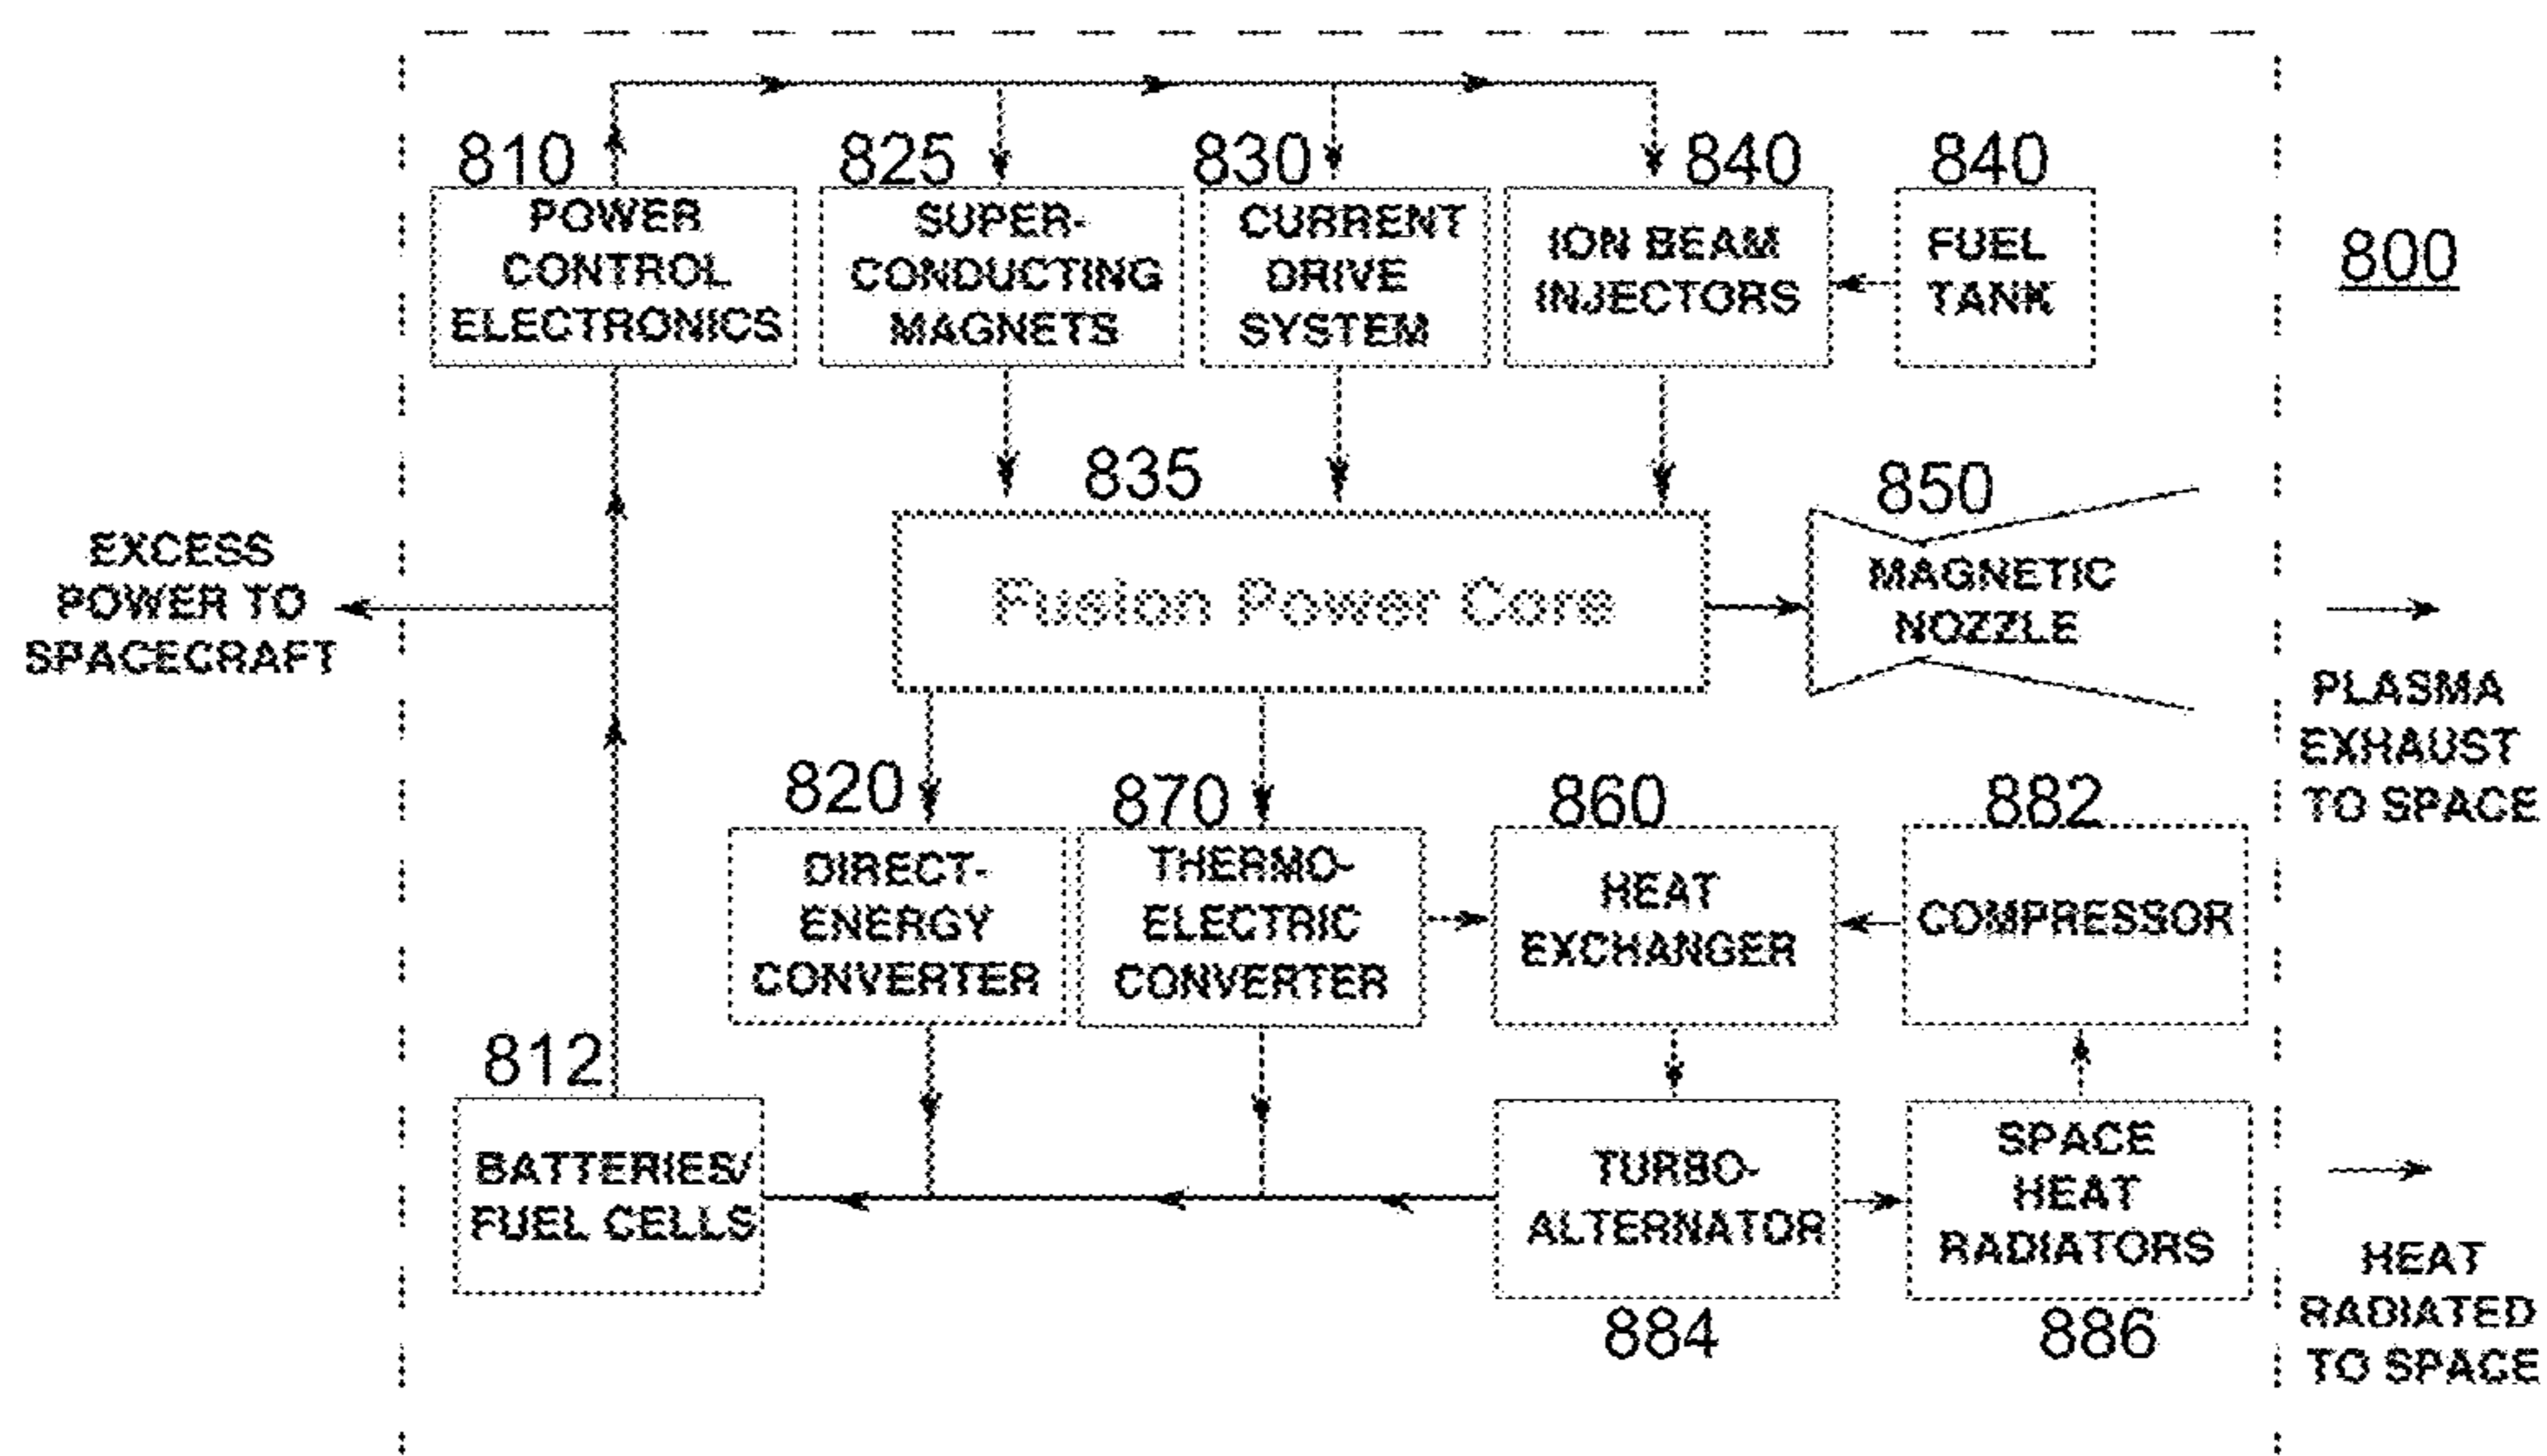 810
POWER
CONTROL
ELECTRONICS
825
SUPER-
CONDUCTING
MAGNETS
830
CURRENT
DRIVE
SYSTEM
840
ION BEAM
INJECTORS
840
FUEL
TANK
800
EXCESS
POWER TO
SPACECRAFT
835
Fusion Power Core
850
MAGNETIC
NOZZLE
PLASMA
EXHAUST
TO SPACE
820
DIRECT-
ENERGY
CONVERTER
870
THERMO-
ELECTRIC
CONVERTER
860
HEAT
EXCHANGER
882
COMPRESSOR
812
BATTERIES/
FUEL CELLS
TURBO-
ALTERNATOR
884
SPACE
HEAT
RADIATORS
886
HEAT
RADIATED
TO SPACE